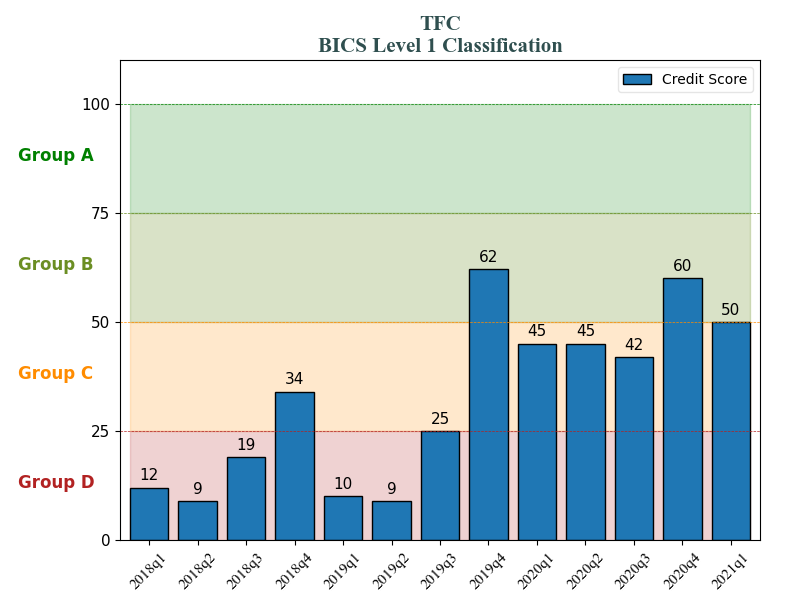 TFC
BICS Level 1 Classification
Credit Score
100
Group A
75
Group B
62
60
50
50
45
45
42
Group C
34
25
25
19
Group D
12
9
10
9
0
2018q1
2018q2
2018q3
2018q4
2019q1
2019q2
2019q3
2019q4
2020q1
2020q2
2020q3
2020q4
2021q1